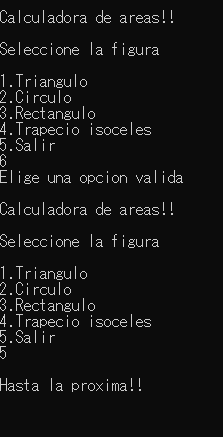 Calculadora de areas!!
Seleccione la figura
1.Triangulo
2.Circulo
3.Rectangulo
4.Trapecio isoceles
5.Salir
6
Elige una opcion valida
Calculadora de areas!!
Seleccione la figura
1.Triangulo
2.Circulo
3.Rectangulo
4.Trapecio isoceles
5.Salir
5
Hasta la proxima!!